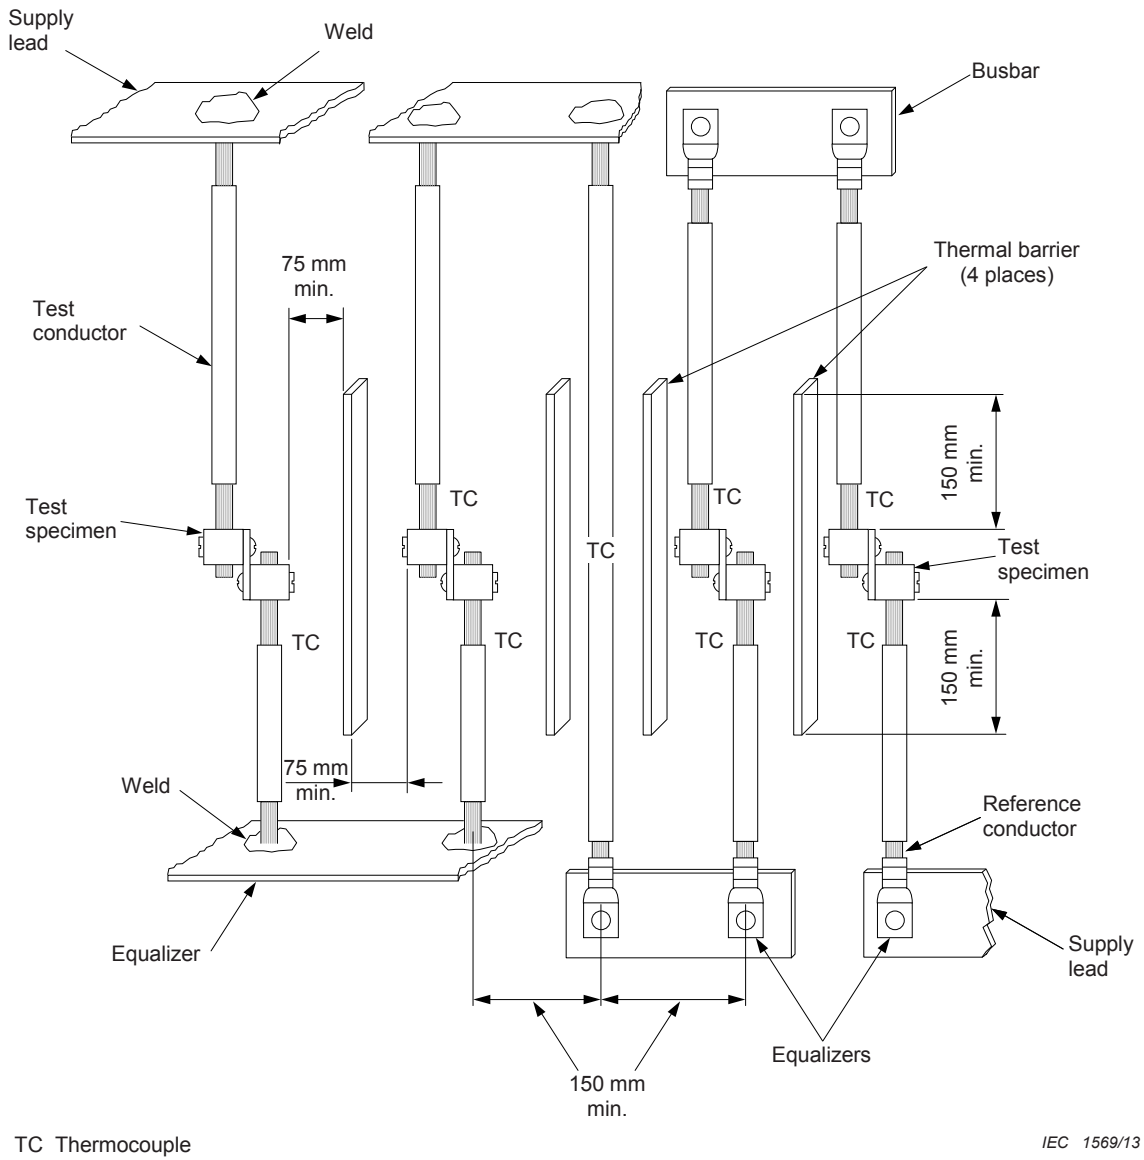 Supply
lead
Weld
Busbar
75 mm
min.
Thermal barrier
(4 places)
Test
conductor
150 mm
min.
TC
TC
TC
Test
specimen
TC
Test
specimen
TC
TC
TC
TC
150 mm
min.
75 mm
min.
Weld
Reference
conductor
Equalizer
Supply
lead
Equalizers
150 mm
min.
TC Thermocouple
IEC 1569/13